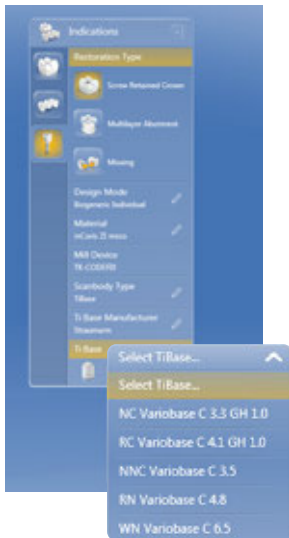 Indications
Restoration Type
Screw Retained Crown
Multilayer Abutment
Missing
Design Mode
Biogeneric Individual
Material
Mill Device
Scanbody Type
TiBase
Ti Base Manufacturer
Straumann
Ti-Base
Select TiBase...
Select TiBase...
NC Variobase C 3.3 GH 1.0
RC Variobase C 4.1 GH 1.0
NNC Variobase C 3.5
RN Variobase C 4.8
WN Variobase C 6.5